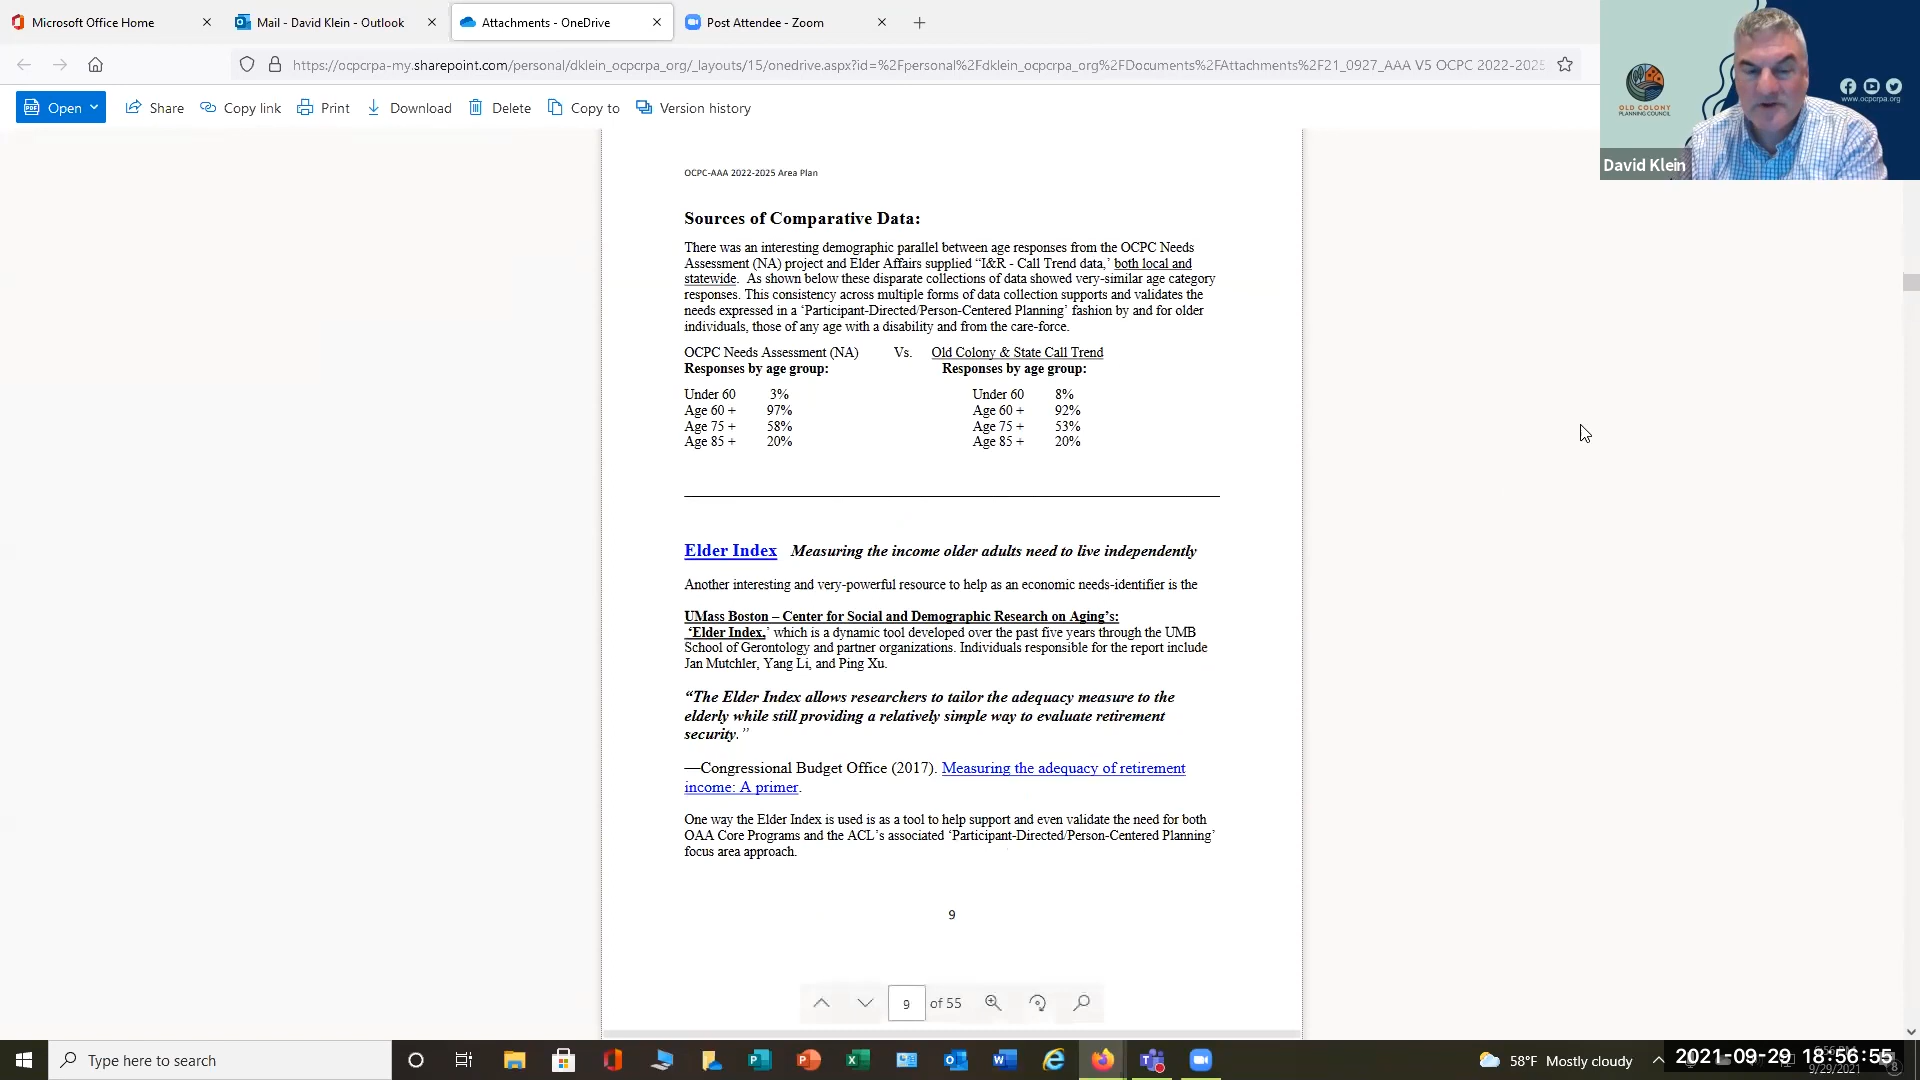 Microsoft Office Home
Mail - David Klein - Outlook
Attachments - OneDrive
Post Attendee - Zoom
https://ocpcrpa-my.sharepoint.com/personal/dklein_ocpcrpa_org/_layouts/15/onedrive.aspx?id=%2Fpersonal%2Fdklein_ocpcrpa_org%2FDocuments%2FAttachments%2F21_0927_AAA V5 OCPC 2022-2025
Open
Share
Copy link
Print
Download
Delete
Copy to
Version history
OLD COLONY
PLANNING COUNCIL
www.ocpcrpa.org
David Klein
OCPC-AAA 2022-2025 Area Plan
Sources of Comparative Data:
There was an interesting demographic parallel between age responses from the OCPC Needs
Assessment (NA) project and Elder Affairs supplied “I&R - Call Trend data,’ both local and
statewide. As shown below these disparate collections of data showed very-similar age category
responses. This consistency across multiple forms of data collection supports and validates the
needs expressed in a ‘Participant-Directed/Person-Centered Planning’ fashion by and for older
individuals, those of any age with a disability and from the care-force.
OCPC Needs Assessment (NA) Vs. Old Colony & State Call Trend
Responses by age group: Responses by age group:
Under 60 3% Under 60 8%
Age 60 + 97% Age 60 + 92%
Age 75 + 58% Age 75 + 53%
Age 85 + 20% Age 85 + 20%
Elder Index Measuring the income older adults need to live independently
Another interesting and very-powerful resource to help as an economic needs-identifier is the
UMass Boston – Center for Social and Demographic Research on Aging’s:
‘Elder Index,’ which is a dynamic tool developed over the past five years through the UMB
School of Gerontology and partner organizations. Individuals responsible for the report include
Jan Mutchler, Yang Li, and Ping Xu.
“The Elder Index allows researchers to tailor the adequacy measure to the
elderly while still providing a relatively simple way to evaluate retirement
security.”
—Congressional Budget Office (2017). Measuring the adequacy of retirement
income: A primer.
One way the Elder Index is used is as a tool to help support and even validate the need for both
OAA Core Programs and the ACL’s associated ‘Participant-Directed/Person-Centered Planning’
focus area approach.
9
9 of 55
Type here to search
58°F Mostly cloudy
2021-09-29 18:56:55
9/29/2021